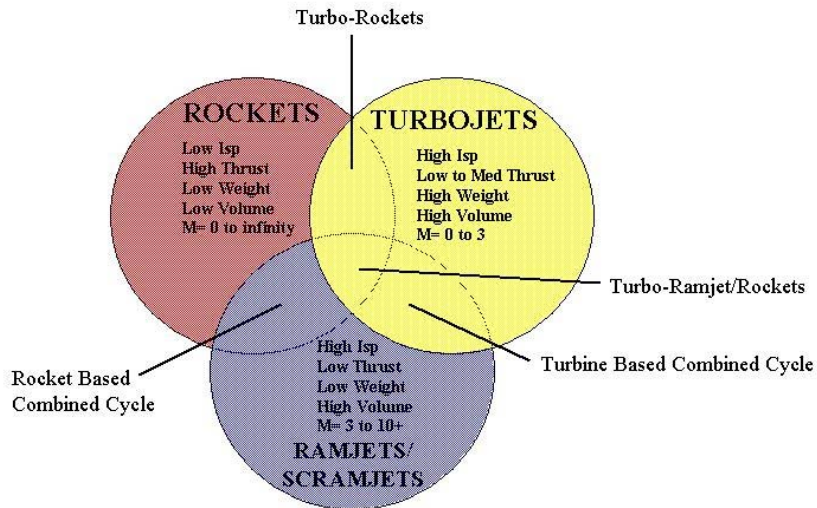 Turbo-Rockets
ROCKETS
Low Isp
High Thrust
Low Weight
Low Volume
M= 0 to infinity
TURBOJETS
High Isp
Low to Med Thrust
High Weight
High Volume
M= 0 to 3
Turbo-Ramjet/Rockets
Turbine Based Combined Cycle
Rocket Based
Combined Cycle
High Isp
Low Thrust
Low Weight
High Volume
M= 3 to 10+
RAMJETS/
SCRAMJETS